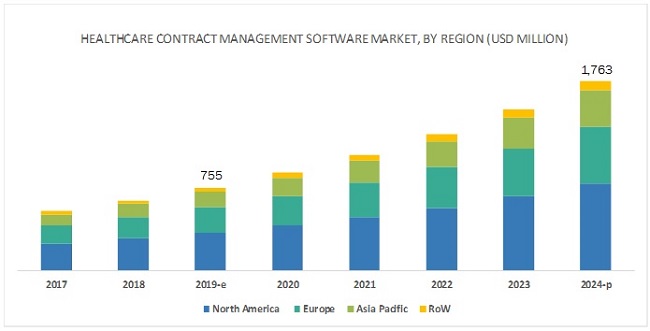 HEALTHCARE CONTRACT MANAGEMENT SOFTWARE MARKET, BY REGION (USD MILLION)
1,763
755
2017 2018 2019-e 2020 2021 2022 2023 2024-p
North America Europe Asia Pacific RoW